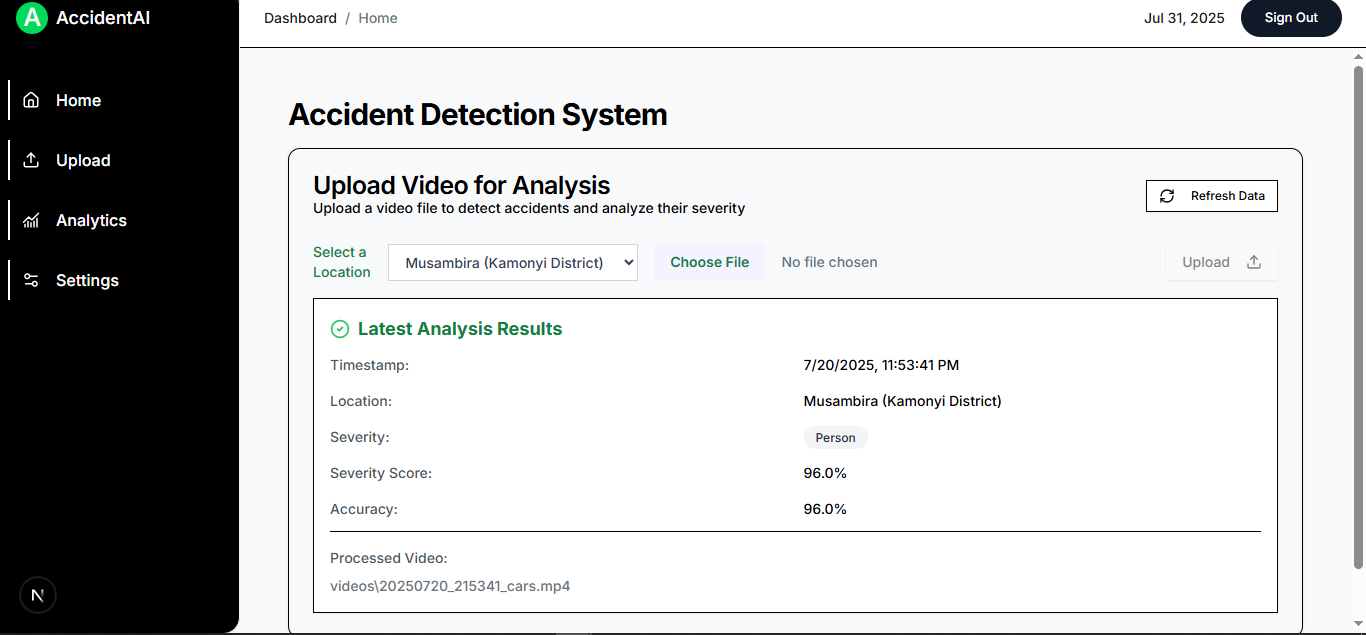 A AccidentAI
Dashboard / Home
Jul 31, 2025
Sign Out
Home
Upload
Analytics
Settings
N
Accident Detection System
Upload Video for Analysis
Upload a video file to detect accidents and analyze their severity
Refresh Data
Select a
Location
Musambira (Kamonyi District)
Choose File
No file chosen
Upload
Latest Analysis Results
Timestamp: 7/20/2025, 11:53:41 PM
Location: Musambira (Kamonyi District)
Severity: Person
Severity Score: 96.0%
Accuracy: 96.0%
Processed Video:
videos\20250720_215341_cars.mp4